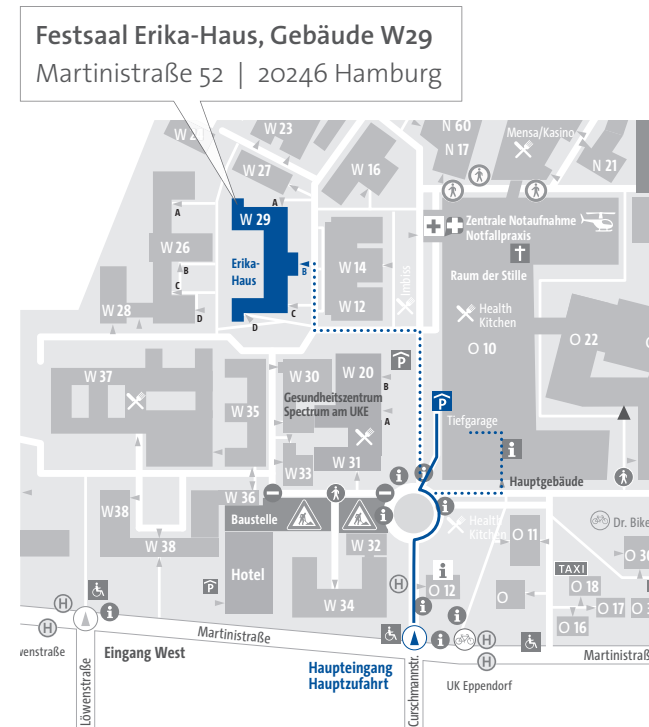 Festsaal Erika-Haus, Gebäude W29
Martinistraße 52 | 20246 Hamburg
W 23
N 60
Mensa/Kasino
N 17
W 27
W 16
N 21
A
A
W 29
Zentrale Notaufnahme
Notfallpraxis
W 26
Erika-
Haus
B
B
W 14
Imbiss
Raum der Stille
C
W 28
D
D
C
W 12
Health
Kitchen
O 22
O 10
W 37
W 35
W 30
W 20
P
B
A
Gesundheitszentrum
Spectrum am UKE
P
Tiefgarage
W 33
W 31
Hauptgebäude
W 36
W38
Baustelle
Health
Kitchen
O 11
Dr. Bike
W 38
W 32
Hotel
P
W 34
H
O 12
TAXI
O 18
O
O 17
O 16
H
H
Martinistraße
wenstraße
Löwenstraße
Eingang West
Haupteingang
Hauptzufahrt
Curschmannstr.
H
H
UK Eppendorf